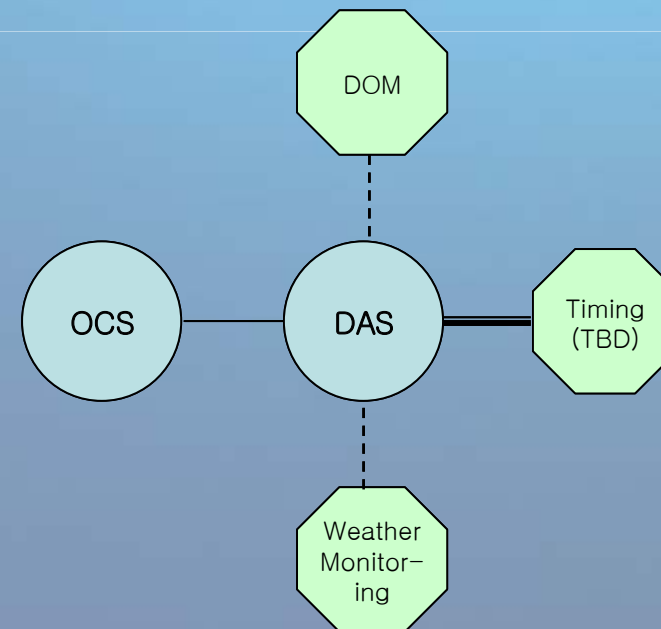 DOM
OCS
DAS
Timing
(TBD)
Weather
Monitor-
ing